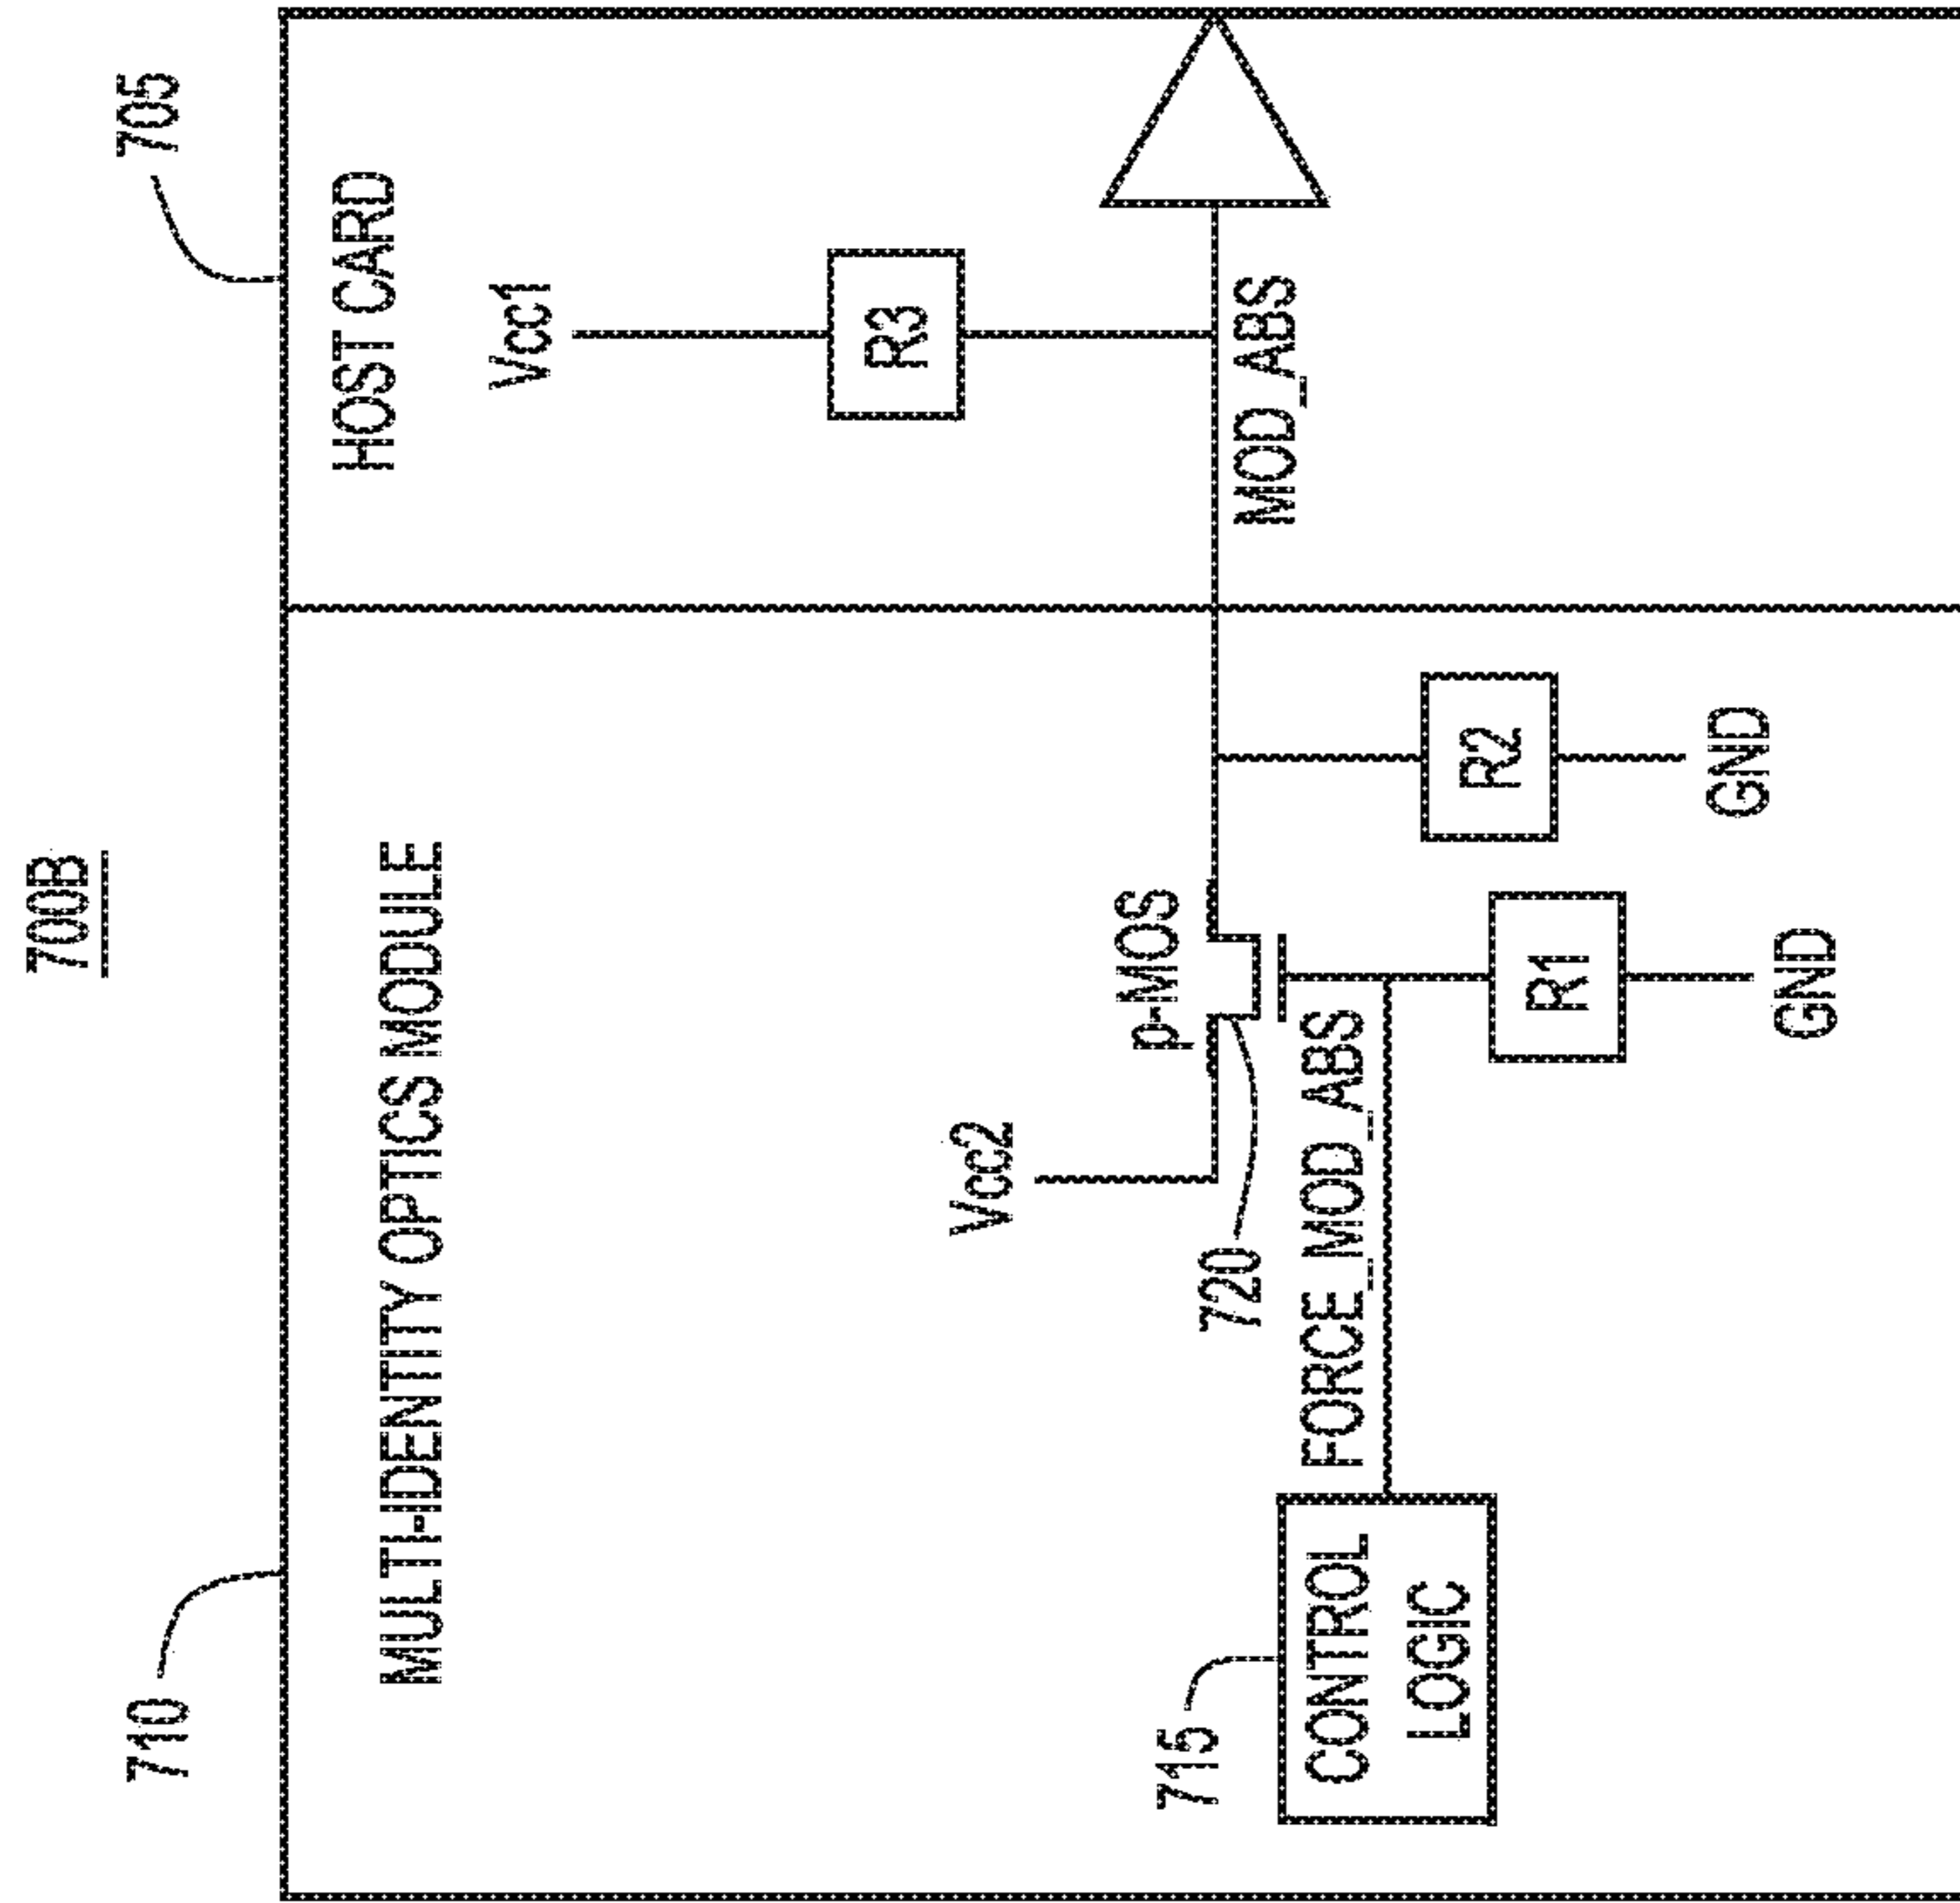 700B
710
705
MULTI-IDENTITY OPTICS MODULE
HOST CARD
Vcc1
R3
Vcc2
p-MOS
720
MOD_ABS
715
FORCE_MOD_ABS
CONTROL
LOGIC
R1
R2
GND
GND